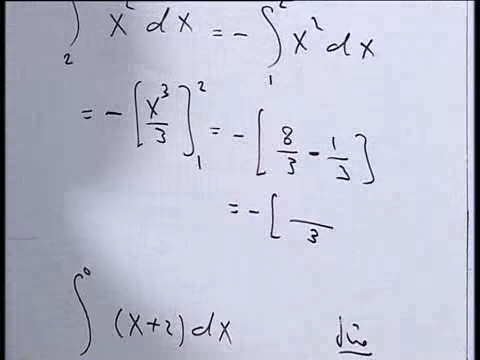 ∫₂ x² dx = - ∫₁² x² dx
= - [x³/3]₁² = - [8/3 - 1/3]
= - [ /3
∫⁰ (x+2) dx